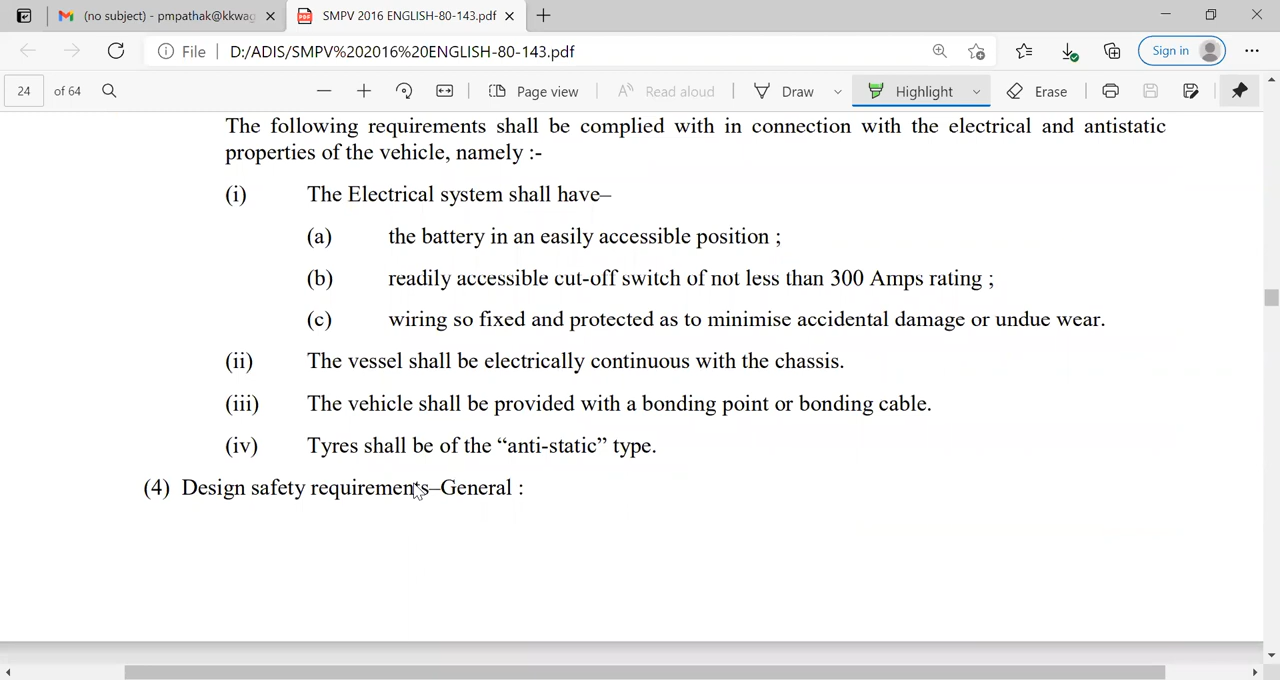 (no subject) - pmpathak@kkwag
SMPV 2016 ENGLISH-80-143.pdf
File
D:/ADIS/SMPV%202016%20ENGLISH-80-143.pdf
Sign in
24 of 64
Page view
Read aloud
Draw
Highlight
Erase
The following requirements shall be complied with in connection with the electrical and antistatic
properties of the vehicle, namely :-
(i) The Electrical system shall have–
(a) the battery in an easily accessible position ;
(b) readily accessible cut-off switch of not less than 300 Amps rating ;
(c) wiring so fixed and protected as to minimise accidental damage or undue wear.
(ii) The vessel shall be electrically continuous with the chassis.
(iii) The vehicle shall be provided with a bonding point or bonding cable.
(iv) Tyres shall be of the “anti-static” type.
(4) Design safety requirements–General :